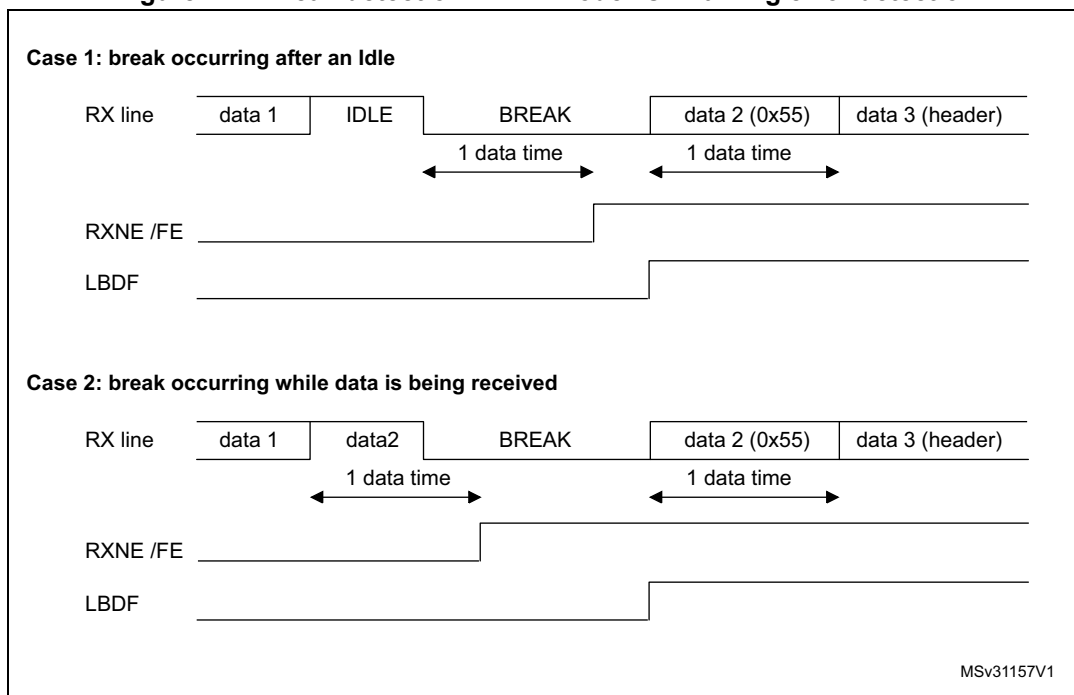 Case 1: break occurring after an Idle
RX line data 1 IDLE BREAK data 2 (0x55) data 3 (header)
1 data time 1 data time
RXNE /FE
LBDF
Case 2: break occurring while data is being received
RX line data 1 data2 BREAK data 2 (0x55) data 3 (header)
1 data time 1 data time
RXNE /FE
LBDF
MSv31157V1